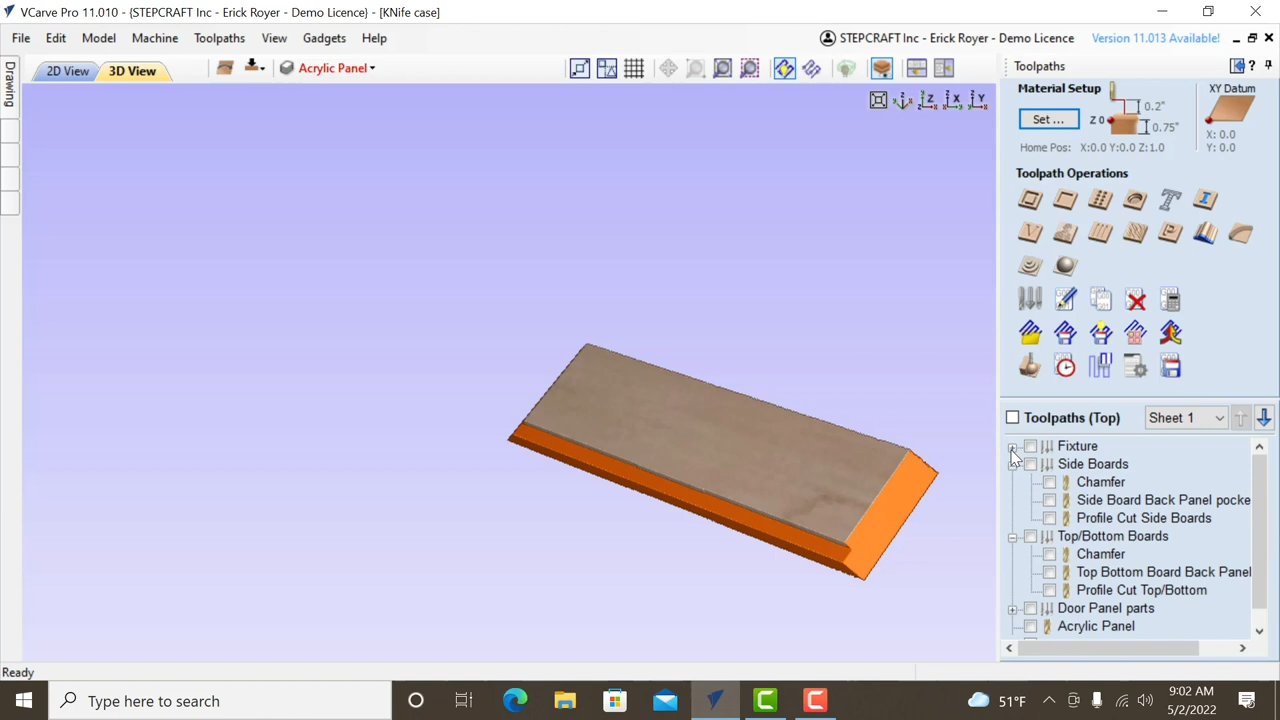 VCarve Pro 11.010 - {STEPCRAFT Inc - Erick Royer - Demo Licence} - [KNife case]
File Edit Model Machine Toolpaths View Gadgets Help
STEPCRAFT Inc - Erick Royer - Demo Licence
Version 11.013 Available!
Drawing
2D View
3D View
Acrylic Panel
Z
X
Y
Toolpaths
Material Setup
XY Datum
Set ...
Z 0
0.2"
0.75"
X: 0.0
Y: 0.0
Home Pos: X:0.0 Y:0.0 Z:1.0
Toolpath Operations
Toolpaths (Top)
Sheet 1
Fixture
Side Boards
Chamfer
Side Board Back Panel pocke
Profile Cut Side Boards
Top/Bottom Boards
Chamfer
Top Bottom Board Back Panel
Profile Cut Top/Bottom
Door Panel parts
Acrylic Panel
Ready
Type here to search
51°F
9:02 AM
5/2/2022